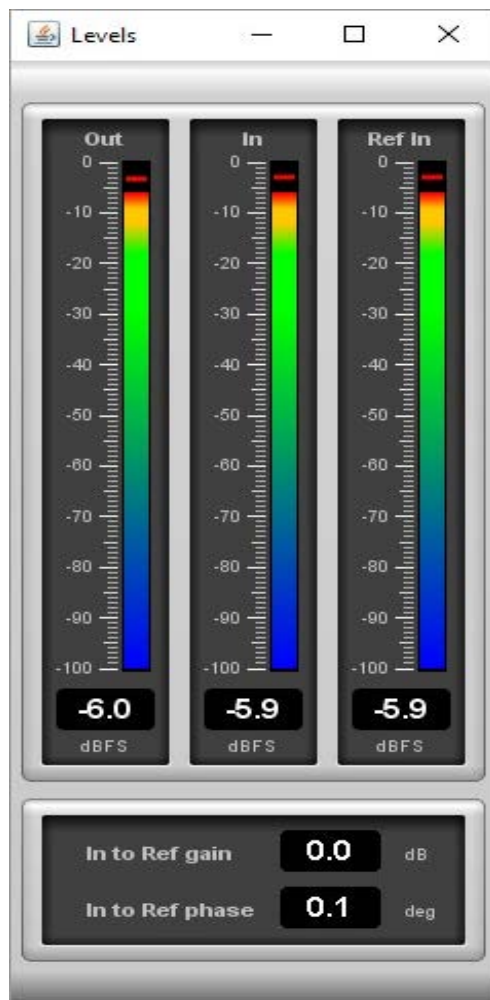 Levels
Out In Ref In
0 0 0
-10 -10 -10
-20 -20 -20
-30 -30 -30
-40 -40 -40
-50 -50 -50
-60 -60 -60
-70 -70 -70
-80 -80 -80
-90 -90 -90
-100 -100 -100
-6.0 -5.9 -5.9
dBFS dBFS dBFS
In to Ref gain 0.0 dB
In to Ref phase 0.1 deg